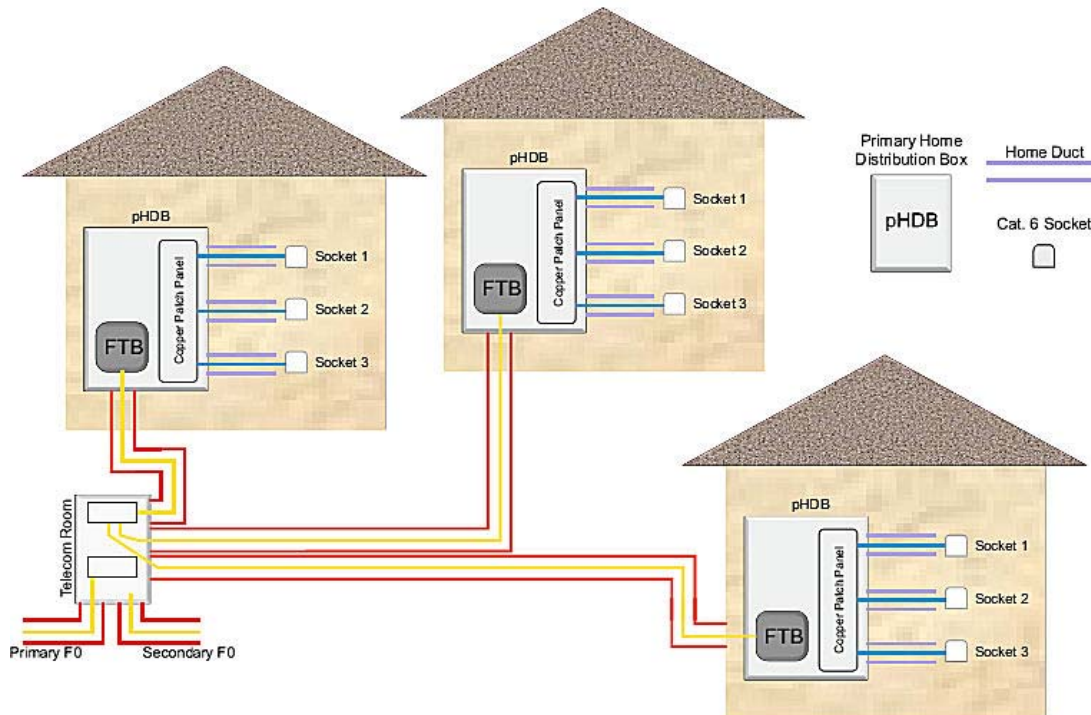 pHDB
Copper Patch Panel
FTB
Socket 1
Socket 2
Socket 3
pHDB
Copper Patch Panel
FTB
Socket 1
Socket 2
Socket 3
Primary Home
Distribution Box
pHDB
Home Duct
Cat. 6 Socket
Telecom Room
Primary F0
Secondary F0
pHDB
Copper Patch Panel
FTB
Socket 1
Socket 2
Socket 3